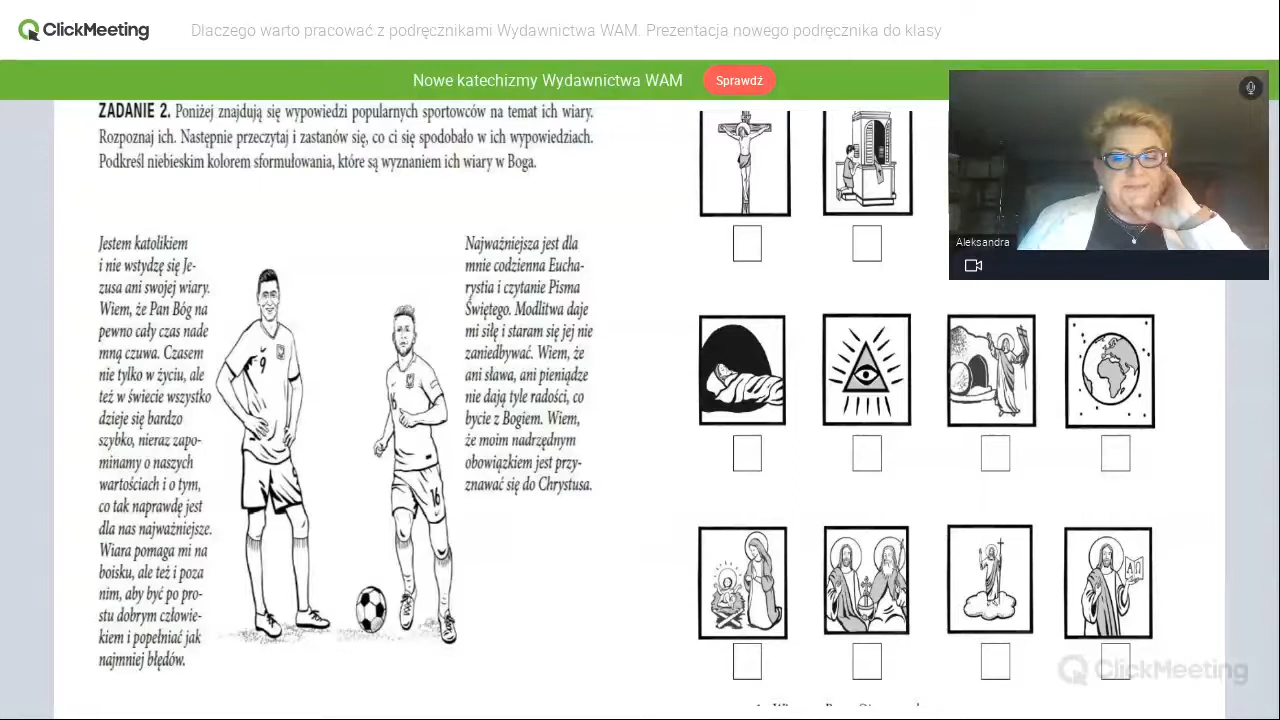 ClickMeeting
Dlaczego warto pracować z podręcznikami Wydawnictwa WAM. Prezentacja nowego podręcznika do klasy
Nowe katechizmy Wydawnictwa WAM
Sprawdź
ZADANIE 2. Poniżej znajdują się wypowiedzi popularnych sportowców na temat ich wiary.
Rozpoznaj ich. Następnie przeczytaj i zastanów się, co ci się spodobało w ich wypowiedziach.
Podkreśl niebieskim kolorem sformułowania, które są wyznaniem ich wiary w Boga.
Jestem katolikiem
i nie wstydzę się Je-
zusa ani swojej wiary.
Wiem, że Pan Bóg na
pewno cały czas nade
mną czuwa. Czasem
nie tylko w życiu, ale
też w świecie wszystko
dzieje się bardzo
szybko, nieraz zapo-
minamy o naszych
wartościach i o tym,
co tak naprawdę jest
dla nas najważniejsze.
Wiara pomaga mi na
boisku, ale też i poza
nim, aby być po pro-
stu dobrym człowie-
kiem i popełniać jak
najmniej błędów.
9
16
Najważniejsza jest dla
mnie codzienna Eucha-
rystia i czytanie Pisma
Świętego. Modlitwa daje
mi siłę i staram się jej nie
zaniedbywać. Wiem, że
ani sława, ani pieniądze
nie dają tyle radości, co
bycie z Bogiem. Wiem,
że moim nadrzędnym
obowiązkiem jest przy-
znawać się do Chrystusa.
A Ω
Aleksandra
ClickMeeting